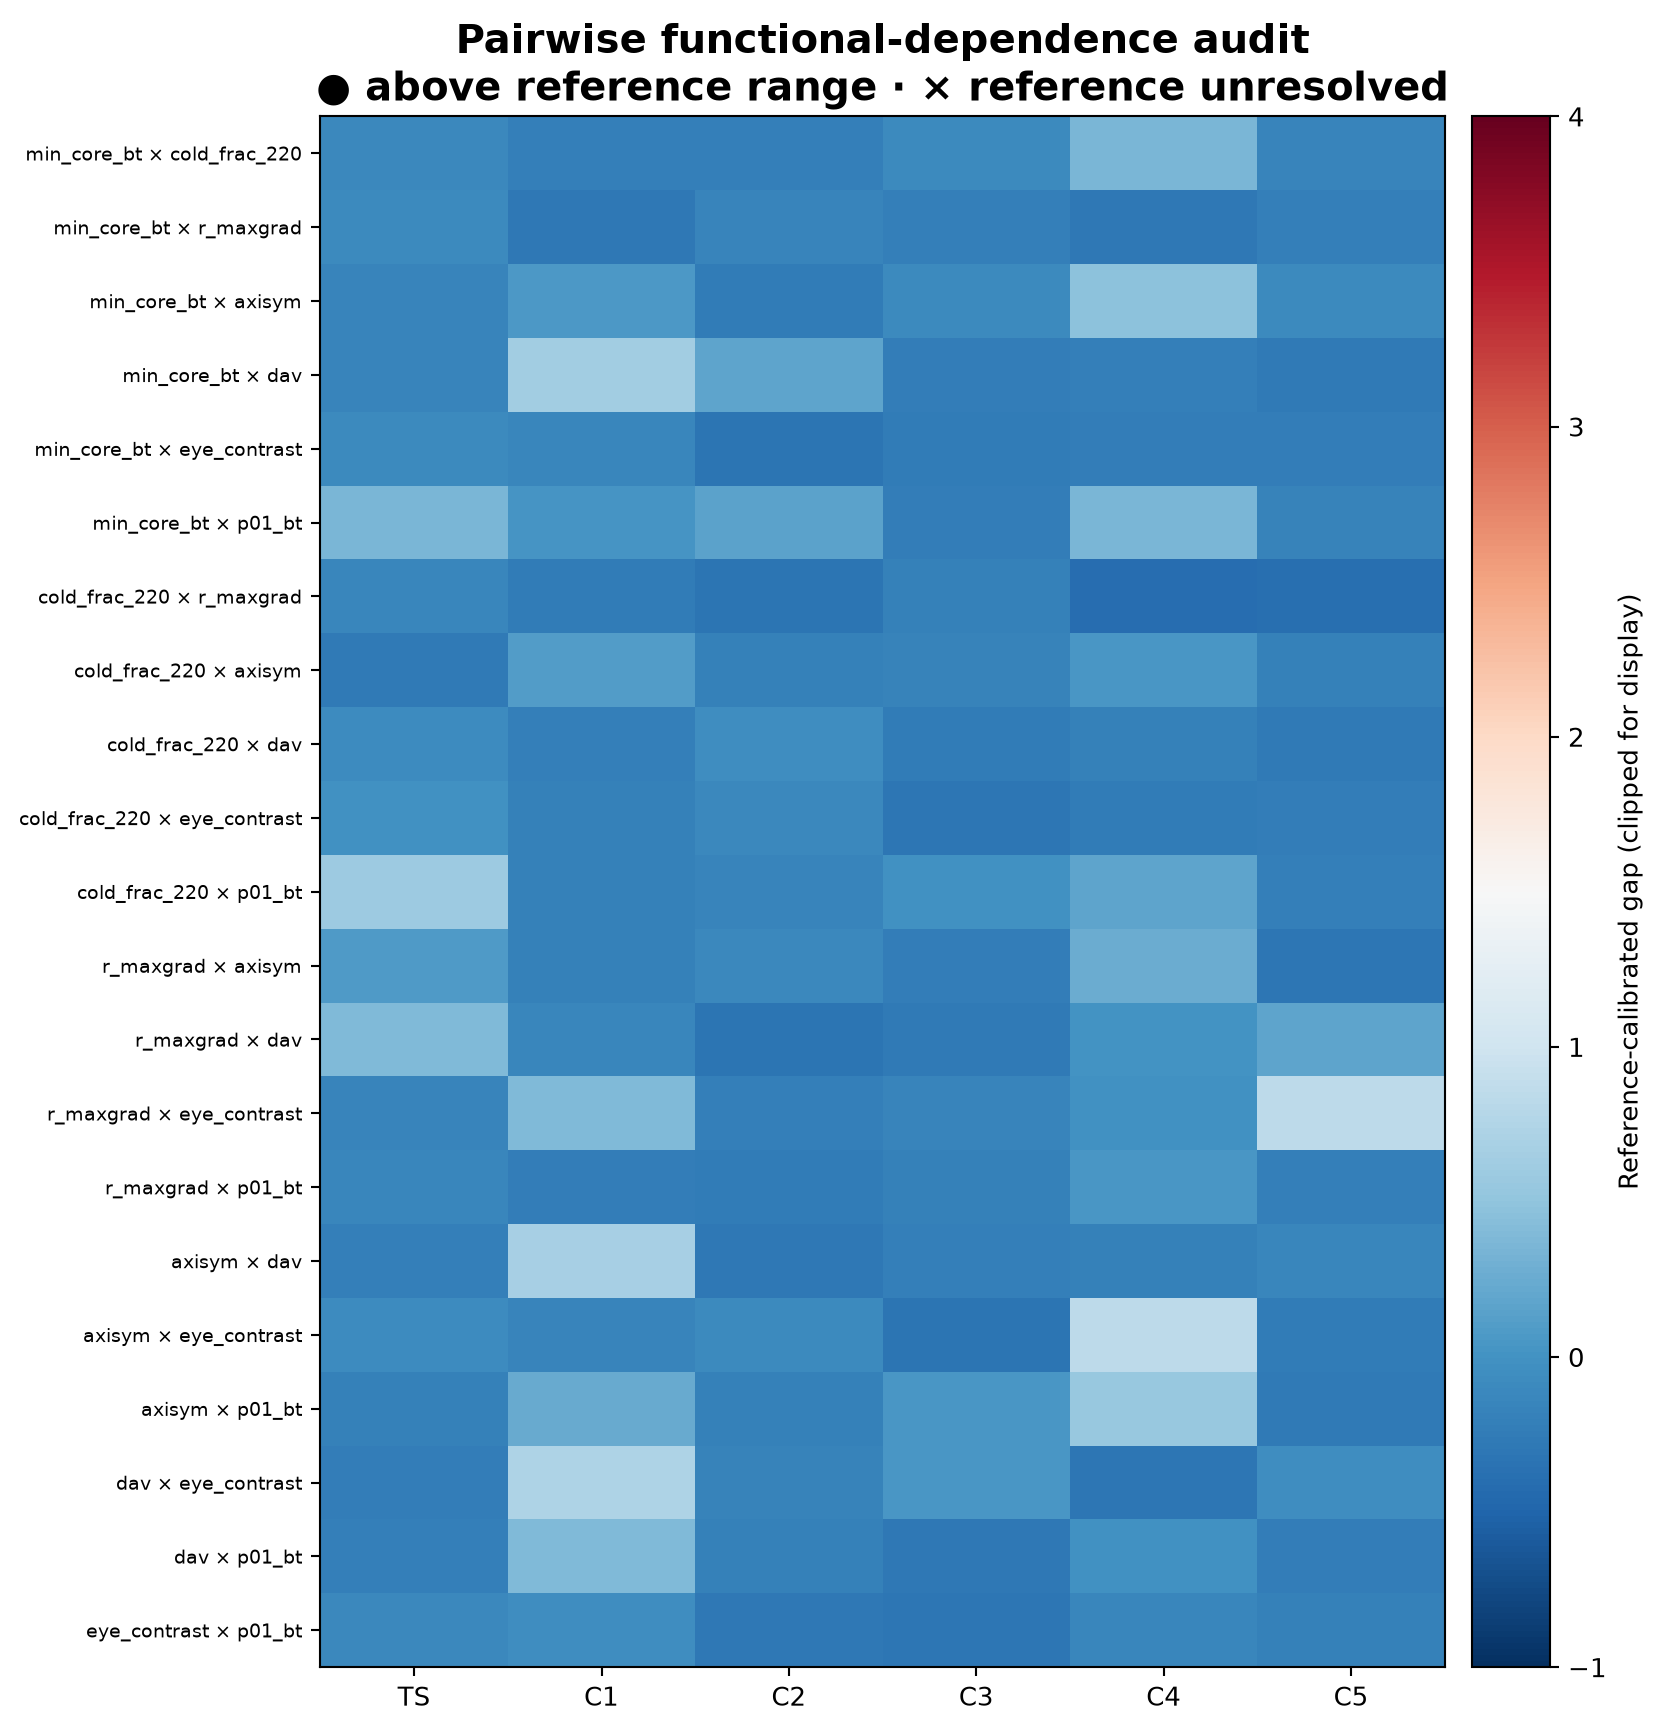 Pairwise functional-dependence audit
● above reference range · × reference unresolved
min_core_bt × cold_frac_220
min_core_bt × r_maxgrad
min_core_bt × axisym
min_core_bt × dav
min_core_bt × eye_contrast
min_core_bt × p01_bt
cold_frac_220 × r_maxgrad
cold_frac_220 × axisym
cold_frac_220 × dav
cold_frac_220 × eye_contrast
cold_frac_220 × p01_bt
r_maxgrad × axisym
r_maxgrad × dav
r_maxgrad × eye_contrast
r_maxgrad × p01_bt
axisym × dav
axisym × eye_contrast
axisym × p01_bt
dav × eye_contrast
dav × p01_bt
eye_contrast × p01_bt
TS C1 C2 C3 C4 C5
4
3
2
1
0
−1
Reference-calibrated gap (clipped for display)